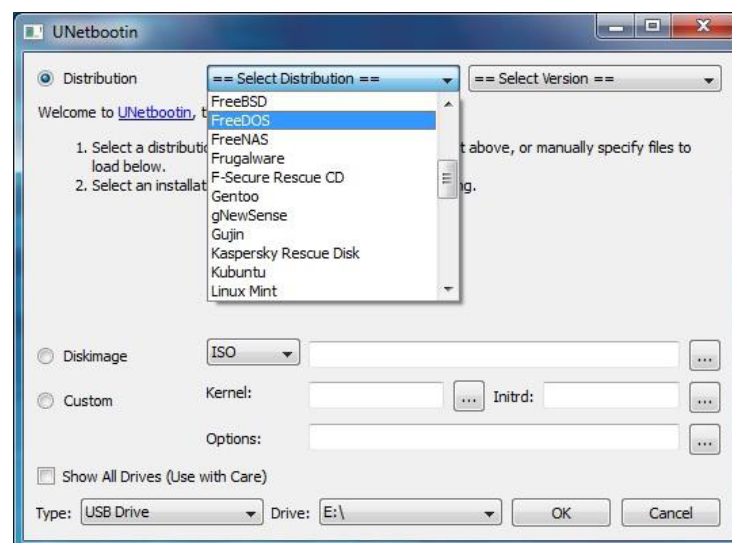 UNetbootin
Distribution == Select Distribution == == Select Version ==
FreeBSD
Welcome to UNetbootin, t
FreeDOS
FreeNAS
1. Select a distributi t above, or manually specify files to
load below.
Frugalware
F-Secure Rescue CD
2. Select an installat ng.
Gentoo
gNewSense
Gujin
Kaspersky Rescue Disk
Kubuntu
Linux Mint
Diskimage ISO ...
Custom Kernel: ... Initrd: ...
Options: ...
Show All Drives (Use with Care)
Type: USB Drive Drive: E:\ OK Cancel